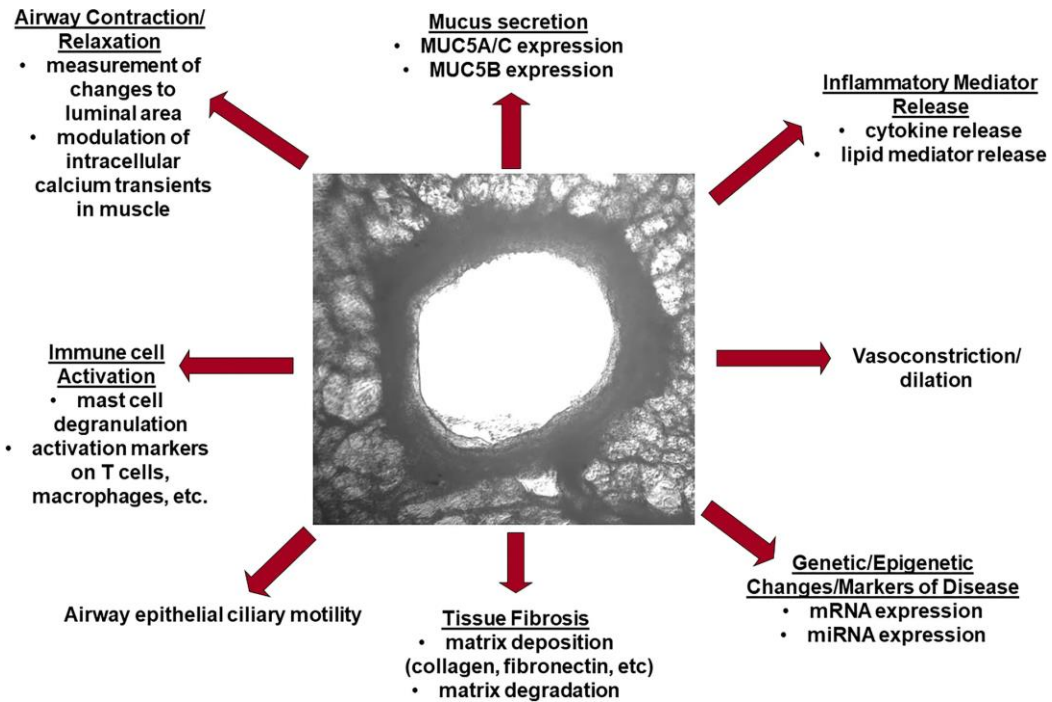 Airway Contraction/
Relaxation
• measurement of
changes to
luminal area
• modulation of
intracellular
calcium transients
in muscle
Mucus secretion
• MUC5A/C expression
• MUC5B expression
Inflammatory Mediator
Release
• cytokine release
• lipid mediator release
Immune cell
Activation
• mast cell
degranulation
• activation markers
on T cells,
macrophages, etc.
Vasoconstriction/
dilation
Airway epithelial ciliary motility
Tissue Fibrosis
• matrix deposition
(collagen, fibronectin, etc)
• matrix degradation
Genetic/Epigenetic
Changes/Markers of Disease
• mRNA expression
• miRNA expression